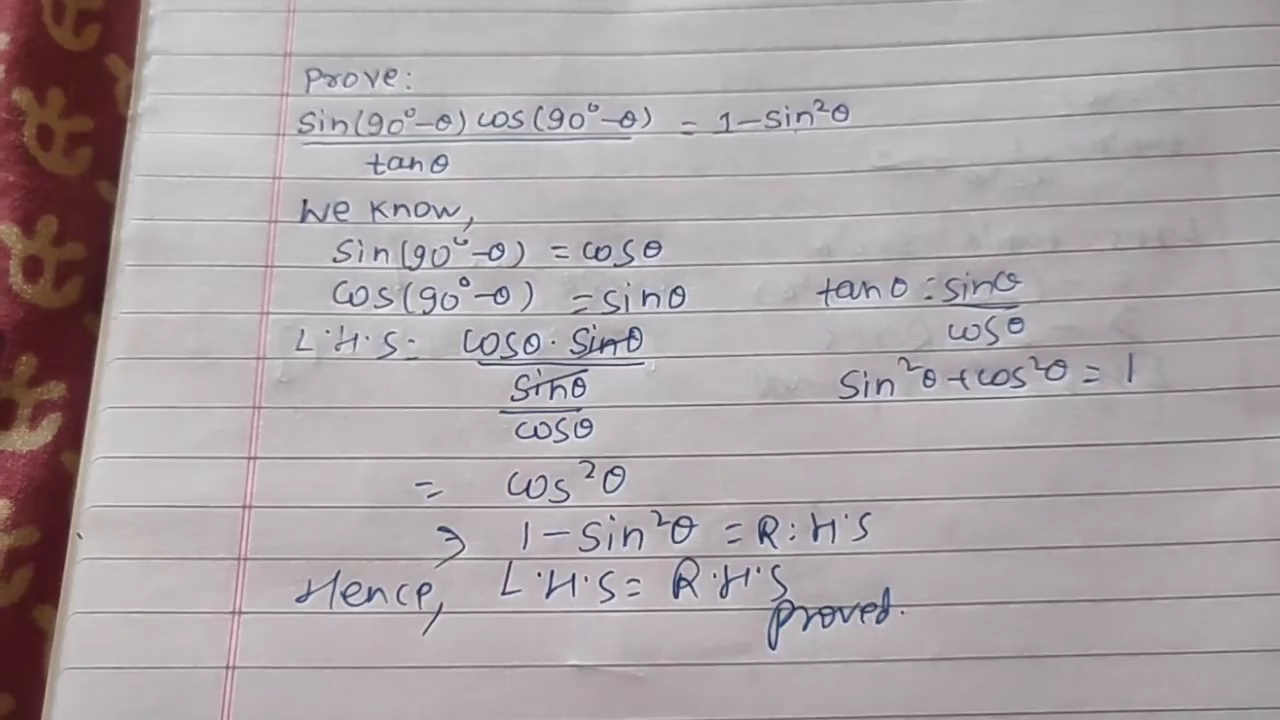 Prove:
sin(90°-θ) cos(90°-θ) = 1-sin²θ
tanθ
We know,
sin(90°-θ) = cosθ
cos(90°-θ) = sinθ
tanθ = sinθ
cosθ
L.H.S = cosθ. sinθ
sinθ
cosθ
sin²θ+cos²θ = 1
= cos²θ
⇒ 1-sin²θ = R.H.S
Hence, L.H.S = R.H.S
proved.